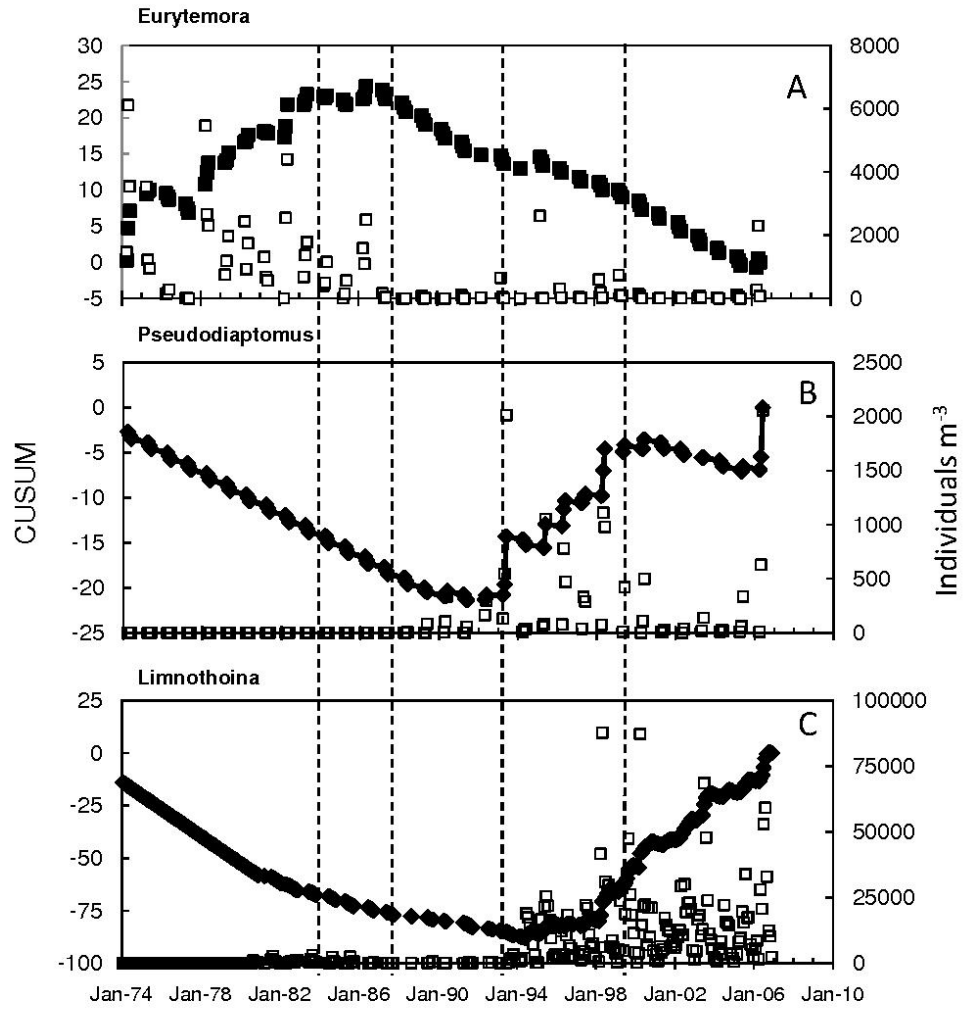 Eurytemora
30 8000
25 A
20 6000
15
10 4000
5
0 2000
-5 0
Pseudodiaptomus
5 2500
0 B
-5 2000
-10 1500
-15 1000
-20 500
-25 0
CUSUM
Individuals m-3
Limnothoina
25 100000
0 C
-25 75000
-50 50000
-75 25000
-100 0
Jan-74 Jan-78 Jan-82 Jan-86 Jan-90 Jan-94 Jan-98 Jan-02 Jan-06 Jan-10